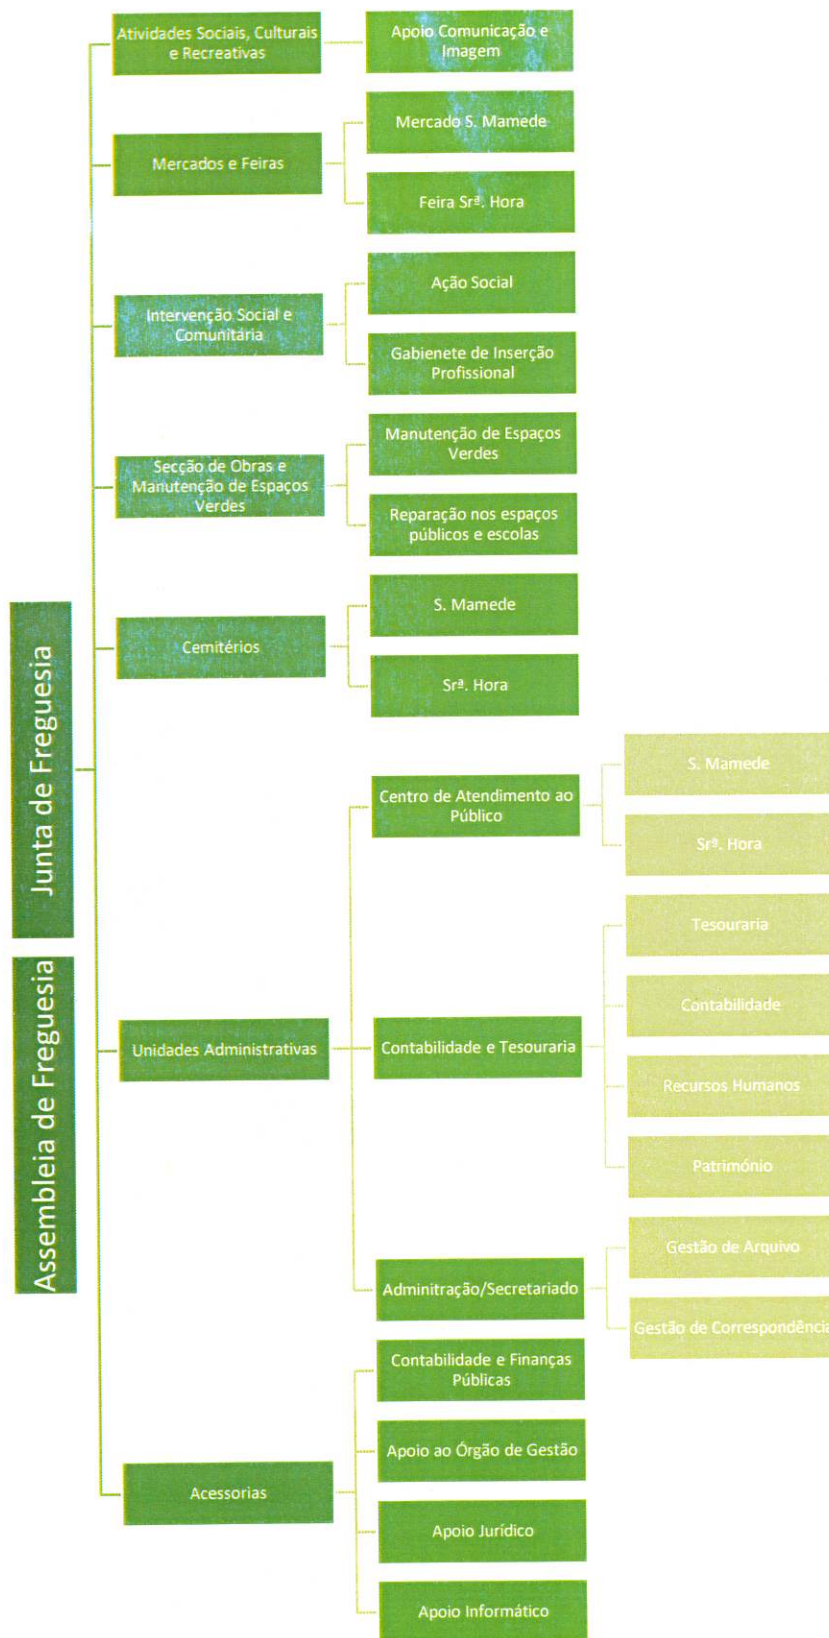 Atividades Sociais, Culturais
e Recreativas
Apoio Comunicação e
Imagem
Mercados e Feiras
Mercado S. Mamede
Feira Srª. Hora
Intervenção Social e
Comunitária
Ação Social
Gabienete de Inserção
Profissional
Secção de Obras e
Manutenção de Espaços
Verdes
Manutenção de Espaços
Verdes
Reparação nos espaços
públicos e escolas
Cemitérios
S. Mamede
Srª. Hora
Junta de Freguesia
Assembleia de Freguesia
Unidades Administrativas
Centro de Atendimento ao
Público
S. Mamede
Srª. Hora
Contabilidade e Tesouraria
Tesouraria
Contabilidade
Recursos Humanos
Património
Adminitração/Secretariado
Gestão de Arquivo
Gestão de Correspondência
Acessorias
Contabilidade e Finanças
Públicas
Apoio ao Órgão de Gestão
Apoio Jurídico
Apoio Informático